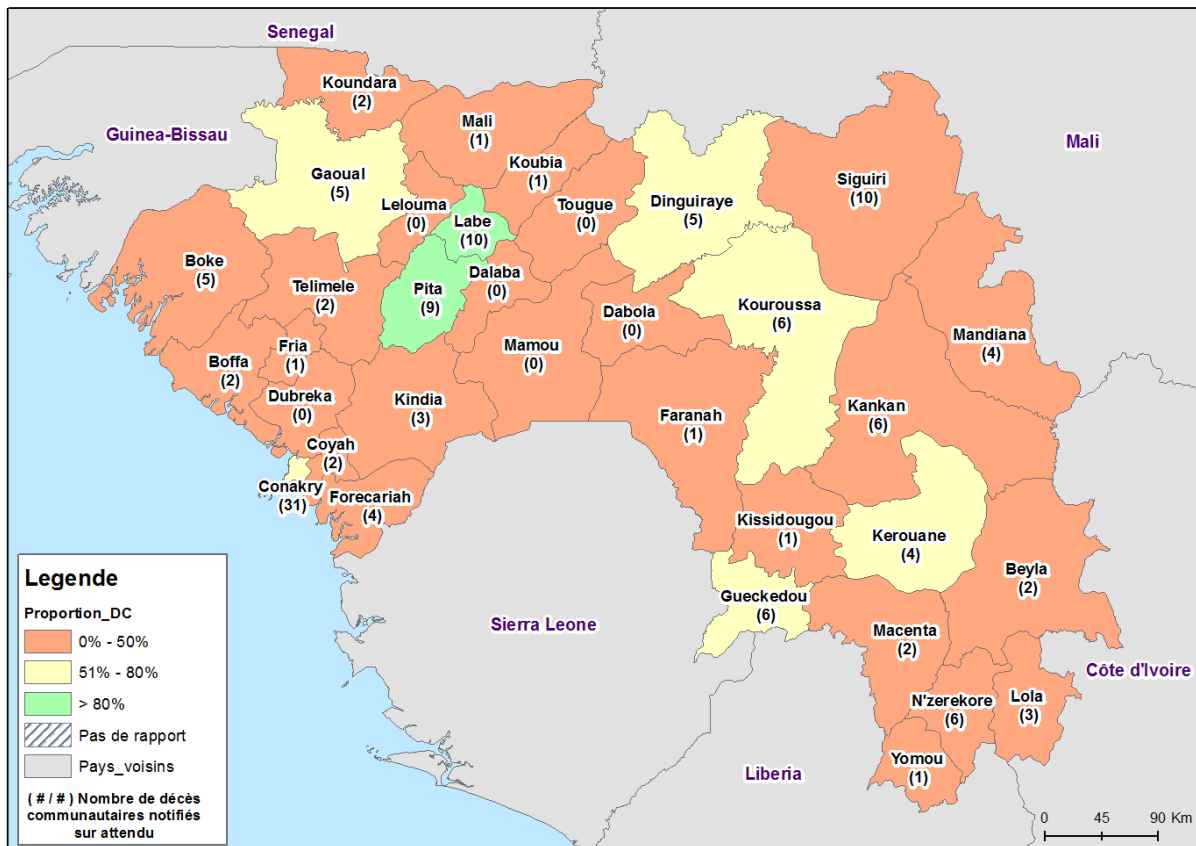 Senegal
Koundara
(2)
Guinea-Bissau
Mali
(1)
Mali
Koubia
(1)
Gaoual
(5)
Siguiri
(10)
Dinguiraye
(5)
Lelouma
(0)
Tougue
(0)
Labe
(10)
Boke
(5)
Dalaba
(0)
Telimele
(2)
Pita
(9)
Kouroussa
(6)
Dabola
(0)
Mandiana
(4)
Fria
(1)
Mamou
(0)
Boffa
(2)
Dubreka
(0)
Kindia
(3)
Kankan
(6)
Faranah
(1)
Coyah
(2)
Conakry
(31)
Forecariah
(4)
Kissidougou
(1)
Kerouane
(4)
Beyla
(2)
Gueckedou
(6)
Sierra Leone
Macenta
(2)
Côte d'Ivoire
N'zerekore
(6)
Lola
(3)
Yomou
(1)
Liberia
Legende
Proportion_DC
0% - 50%
51% - 80%
> 80%
Pas de rapport
Pays_voisins
( # / # ) Nombre de décès
communautaires notifiés
sur attendu
0 45 90 Km